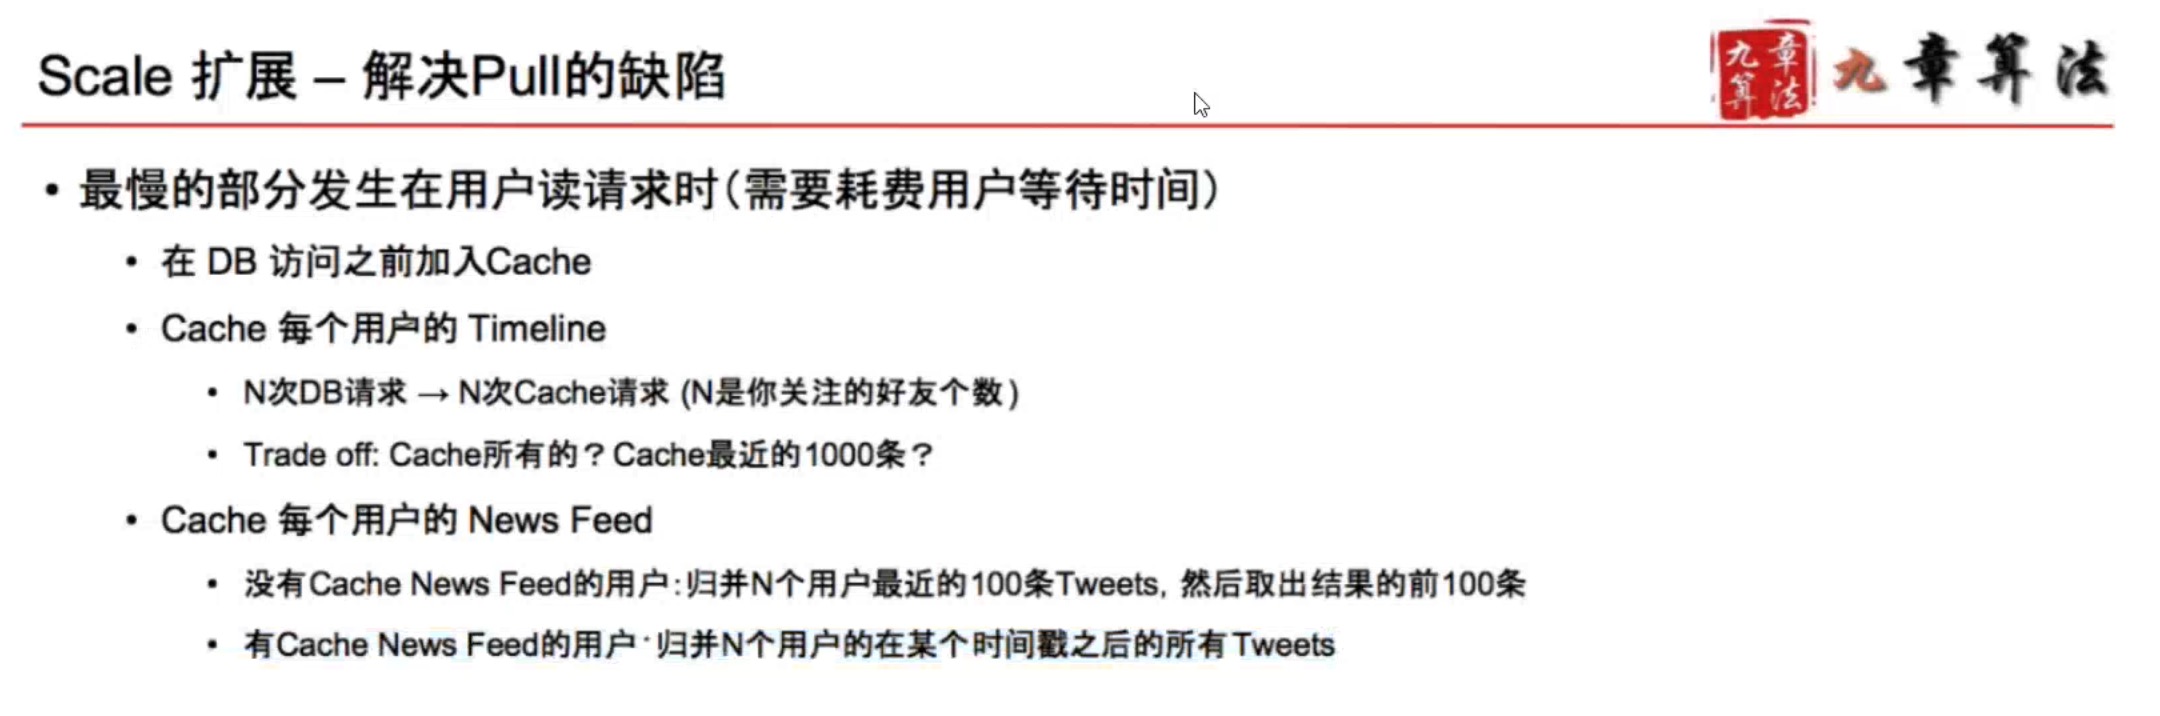 Scale 扩展 – 解决Pull的缺陷
九章算法
九章算法
• 最慢的部分发生在用户读请求时(需要耗费用户等待时间)
• 在 DB 访问之前加入Cache
• Cache 每个用户的 Timeline
• N次DB请求 → N次Cache请求 (N是你关注的好友个数)
• Trade off: Cache所有的？Cache最近的1000条？
• Cache 每个用户的 News Feed
• 没有Cache News Feed的用户:归并N个用户最近的100条Tweets, 然后取出结果的前100条
• 有Cache News Feed的用户:归并N个用户的在某个时间戳之后的所有Tweets